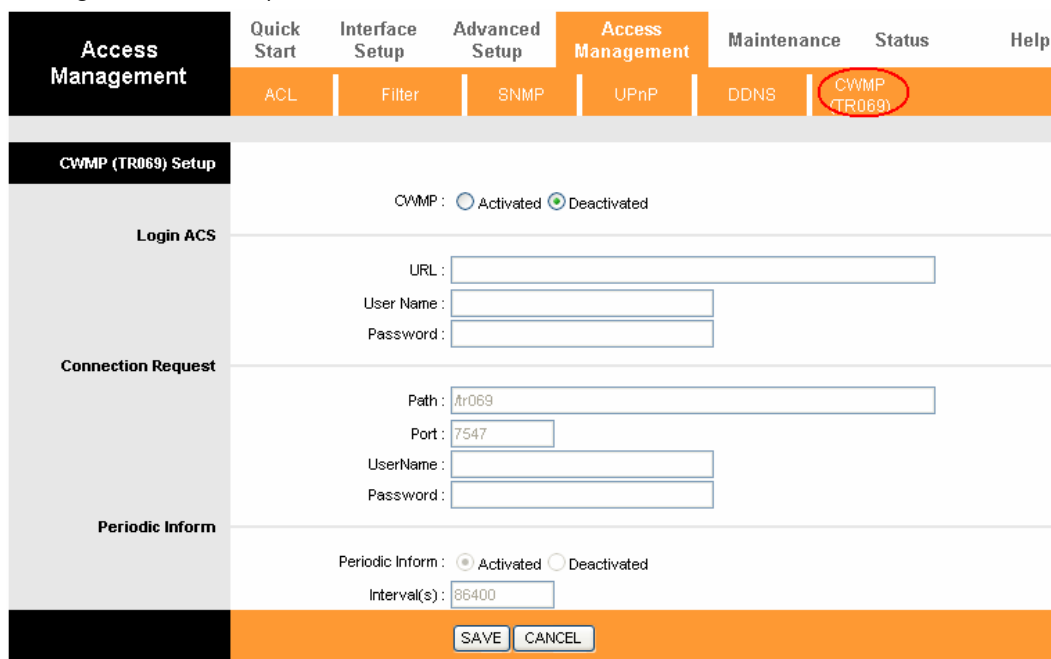 Access Management
Quick Start
Interface Setup
Advanced Setup
Access Management
Maintenance
Status
Help
ACL
Filter
SNMP
UPnP
DDNS
CWMP (TR069)
CWMP (TR069) Setup
CWMP : Activated Deactivated
Login ACS
URL :
User Name :
Password :
Connection Request
Path : /tr069
Port : 7547
UserName :
Password :
Periodic Inform
Periodic Inform : Activated Deactivated
Interval(s) : 86400
SAVE CANCEL